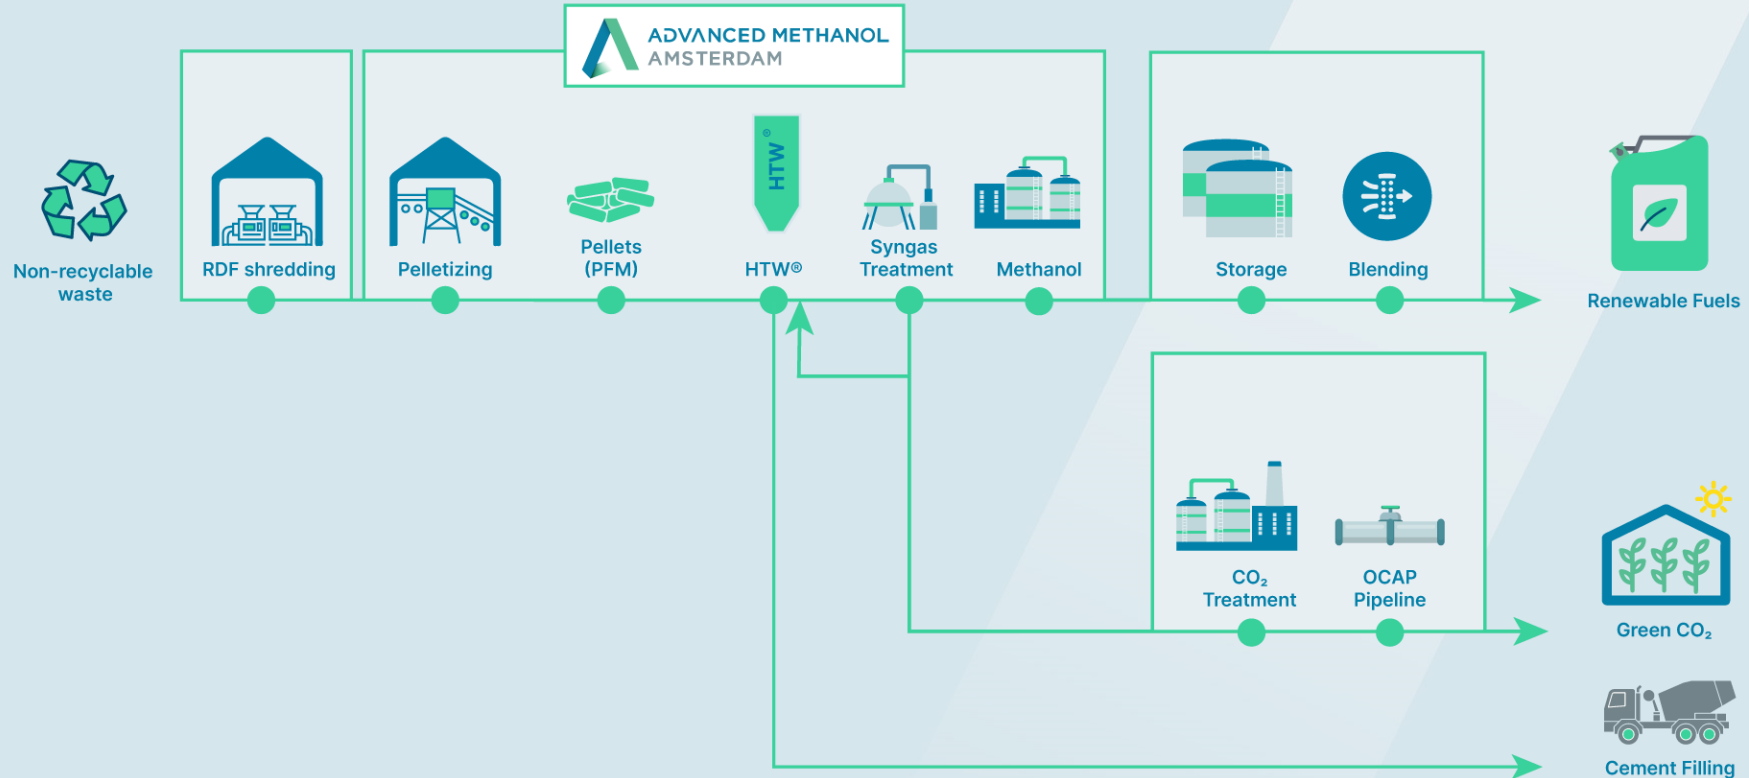 ADVANCED METHANOL
AMSTERDAM
HTW®
Non-recyclable
waste
RDF shredding
Pelletizing
Pellets
(PFM)
HTW®
Syngas
Treatment
Methanol
Storage
Blending
Renewable Fuels
CO₂
Treatment
OCAP
Pipeline
Green CO₂
Cement Filling